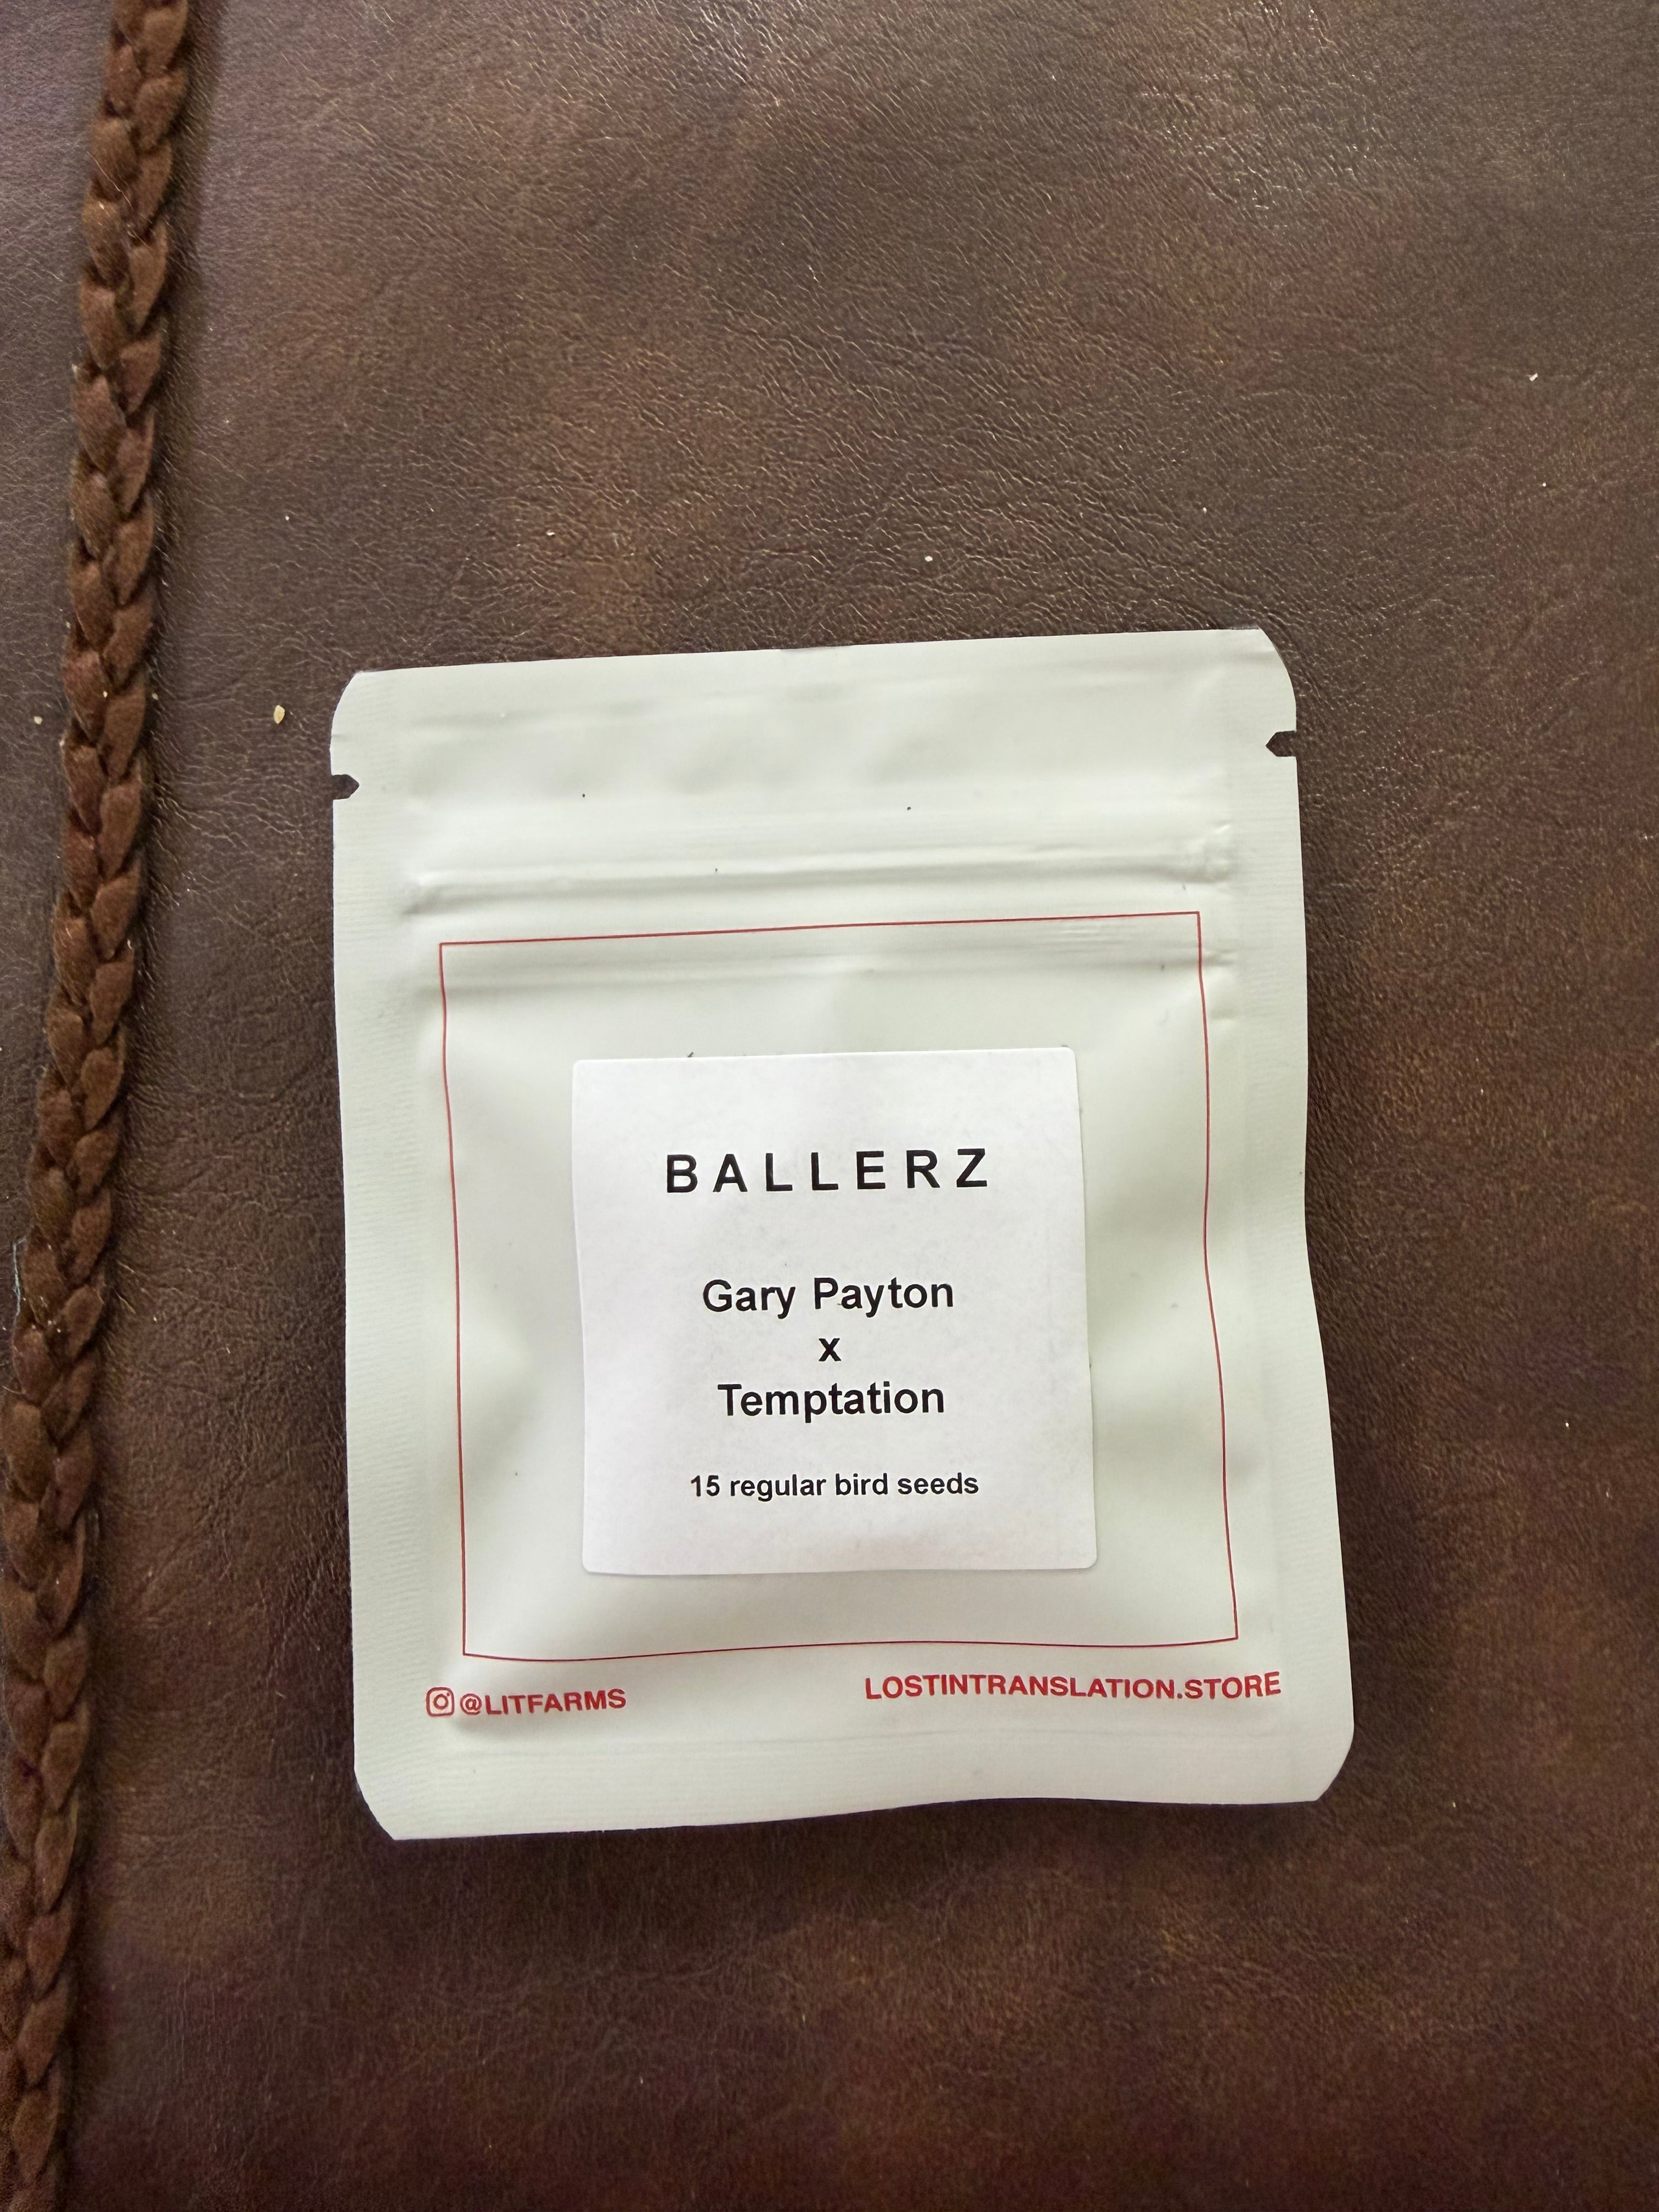 BALLERZ
Gary Payton
x
Temptation
15 regular bird seeds
@LITFARMS
LOSTINTRANSLATION.STORE